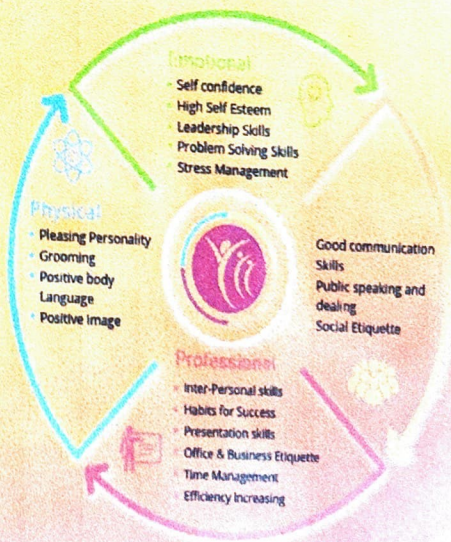 Emotional
Self confidence
High Self Esteem
Leadership Skills
Problem Solving Skills
Stress Management
Physical
Pleasing Personality
Grooming
Positive body
Language
Positive Image
Good communication
Skills
Public speaking and
dealing
Social Etiquette
Professional
Inter-Personal skills
Habits for Success
Presentation skills
Office & Business Etiquette
Time Management
Efficiency Increasing